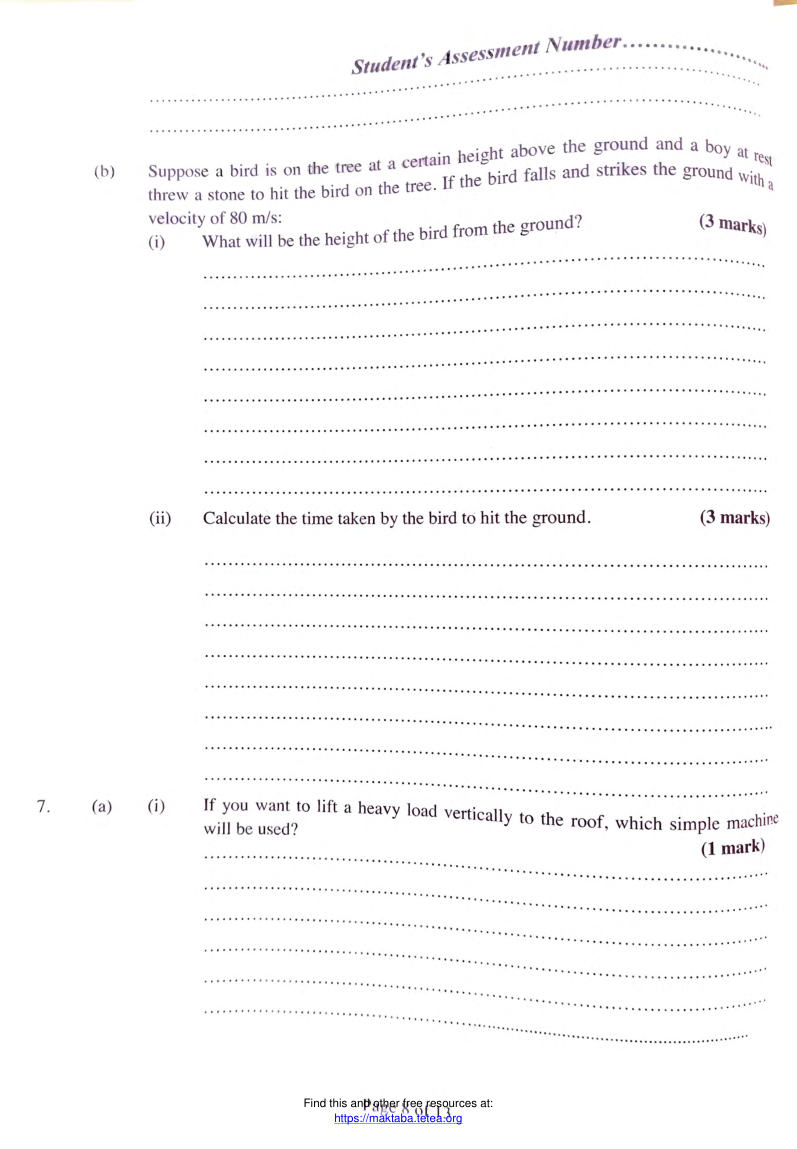 Student's Assessment Number....................
..........................................................................................
..........................................................................................
(b) Suppose a bird is on the tree at a certain height above the ground and a boy at rest
threw a stone to hit the bird on the tree. If the bird falls and strikes the ground with a
velocity of 80 m/s:
(i) What will be the height of the bird from the ground? (3 marks)
(ii) Calculate the time taken by the bird to hit the ground. (3 marks)
7. (a) (i) If you want to lift a heavy load vertically to the roof, which simple machine
will be used?
(1 mark)
Page 8 of 13
Find this and other free resources at:
https://maktaba.tetea.org